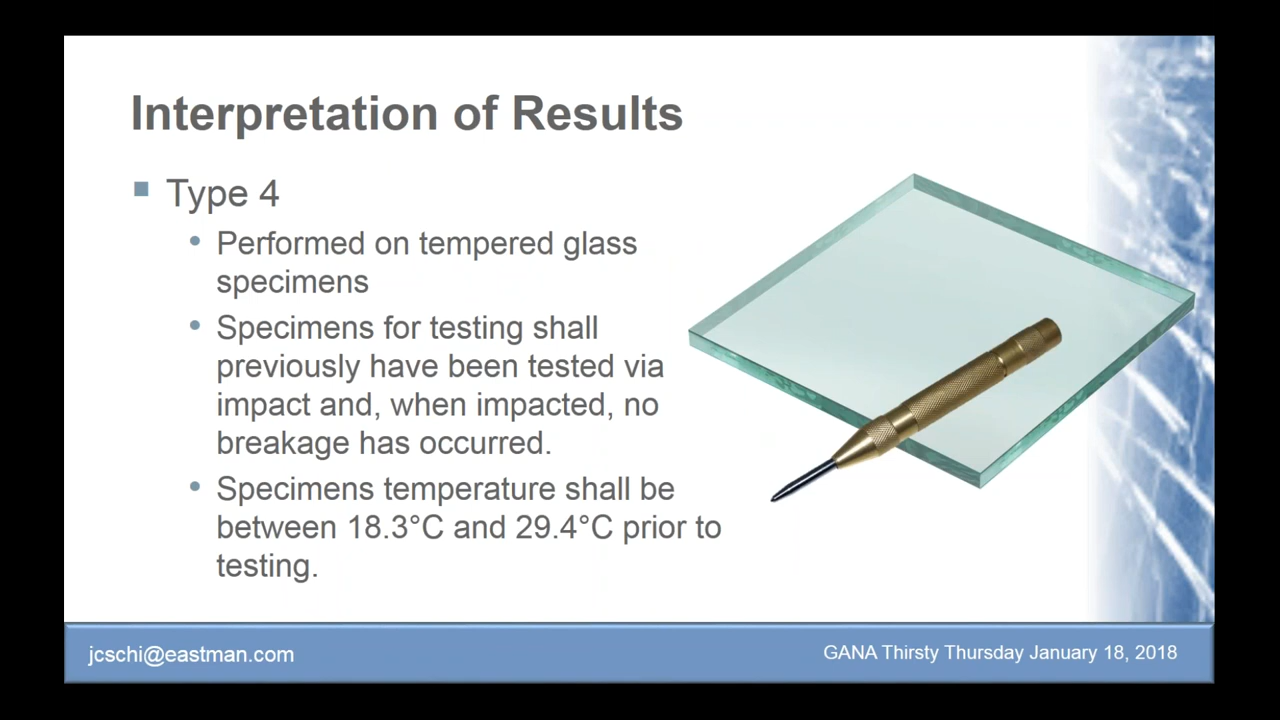 Interpretation of Results
Type 4
Performed on tempered glass
specimens
Specimens for testing shall
previously have been tested via
impact and, when impacted, no
breakage has occurred.
Specimens temperature shall be
between 18.3°C and 29.4°C prior to
testing.
jcschi@eastman.com
GANA Thirsty Thursday January 18, 2018